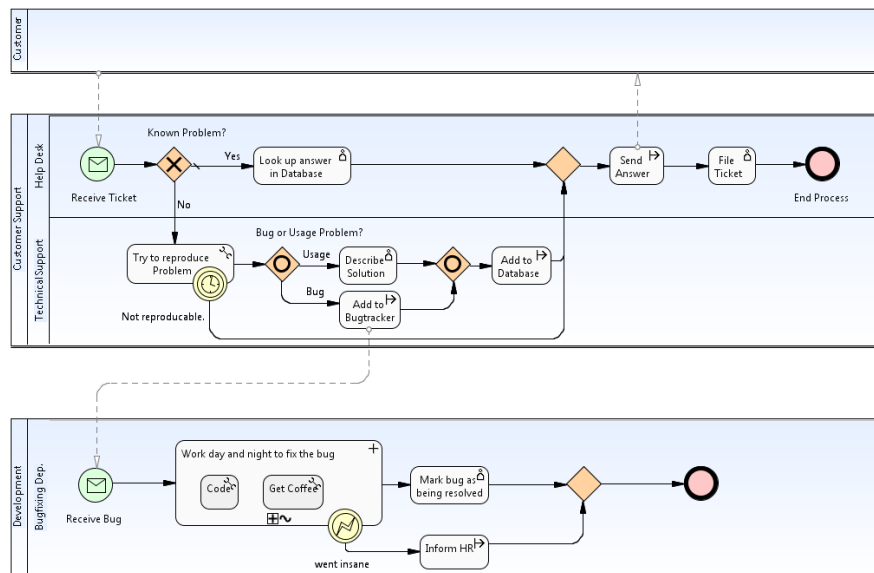 Customer
Customer Support
Help Desk
Known Problem?
Receive Ticket
Yes
Look up answer
in Database
Send
Answer
File
Ticket
End Process
No
TechnicalSupport
Bug or Usage Problem?
Try to reproduce
Problem
Usage
Describe
Solution
Add to
Database
Bug
Add to
Bugtracker
Not reproducable.
Development
Bugfixing Dep.
Work day and night to fix the bug
Code
Get Coffee
Mark bug as
being resolved
Receive Bug
Inform HR
went insane